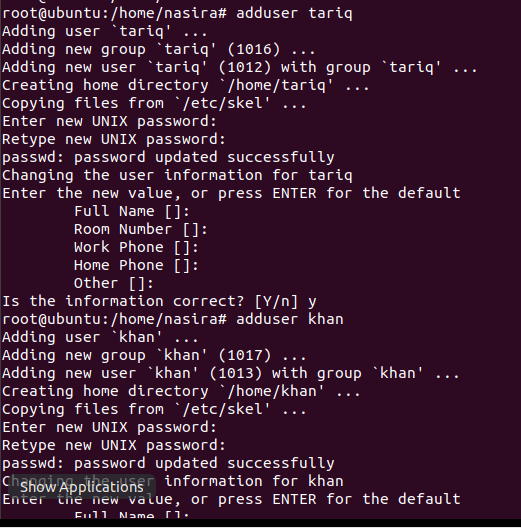 root@ubuntu:/home/nasira# adduser tariq
Adding user `tariq' ...
Adding new group `tariq' (1016) ...
Adding new user `tariq' (1012) with group `tariq' ...
Creating home directory `/home/tariq' ...
Copying files from `/etc/skel' ...
Enter new UNIX password:
Retype new UNIX password:
passwd: password updated successfully
Changing the user information for tariq
Enter the new value, or press ENTER for the default
        Full Name []:
        Room Number []:
        Work Phone []:
        Home Phone []:
        Other []:
Is the information correct? [Y/n] y
root@ubuntu:/home/nasira# adduser khan
Adding user `khan' ...
Adding new group `khan' (1017) ...
Adding new user `khan' (1013) with group `khan' ...
Creating home directory `/home/khan' ...
Copying files from `/etc/skel' ...
Enter new UNIX password:
Retype new UNIX password:
passwd: password updated successfully
Changing the user information for khan
Show Applications
Enter the new value, or press ENTER for the default
        Full Name []: